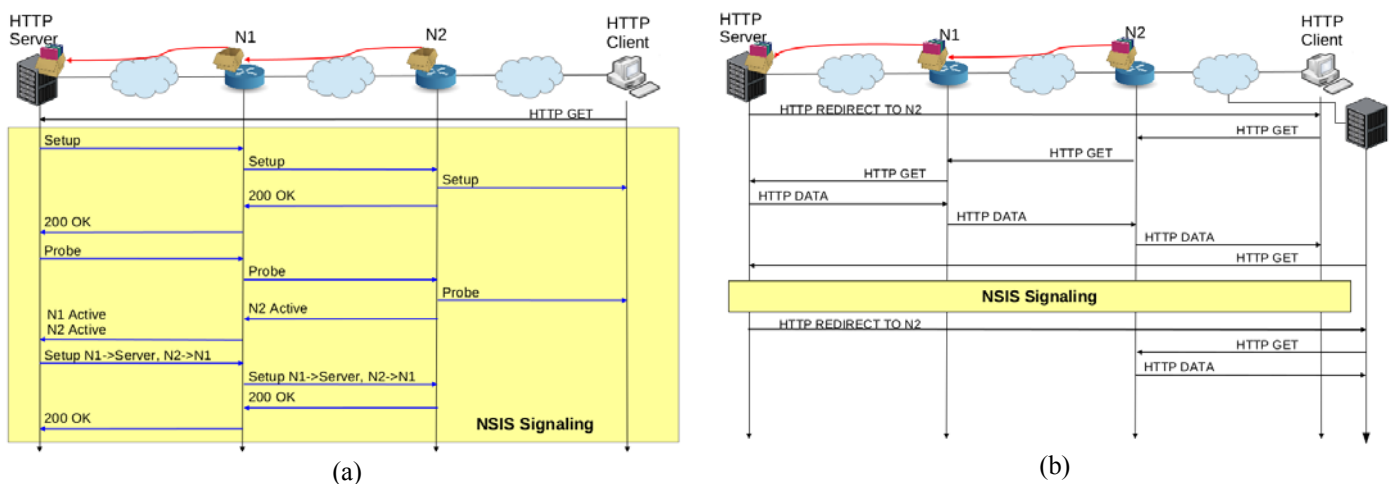 HTTP
Server
N1
N2
HTTP
Client
HTTP GET
Setup
Setup
Setup
200 OK
200 OK
Probe
Probe
Probe
N2 Active
N1 Active
N2 Active
Setup N1->Server, N2->N1
Setup N1->Server, N2->N1
200 OK
200 OK
NSIS Signaling
(a)
HTTP
Server
N1
N2
HTTP
Client
HTTP REDIRECT TO N2
HTTP GET
HTTP GET
HTTP GET
HTTP DATA
HTTP DATA
HTTP DATA
HTTP GET
NSIS Signaling
HTTP REDIRECT TO N2
HTTP GET
HTTP DATA
(b)